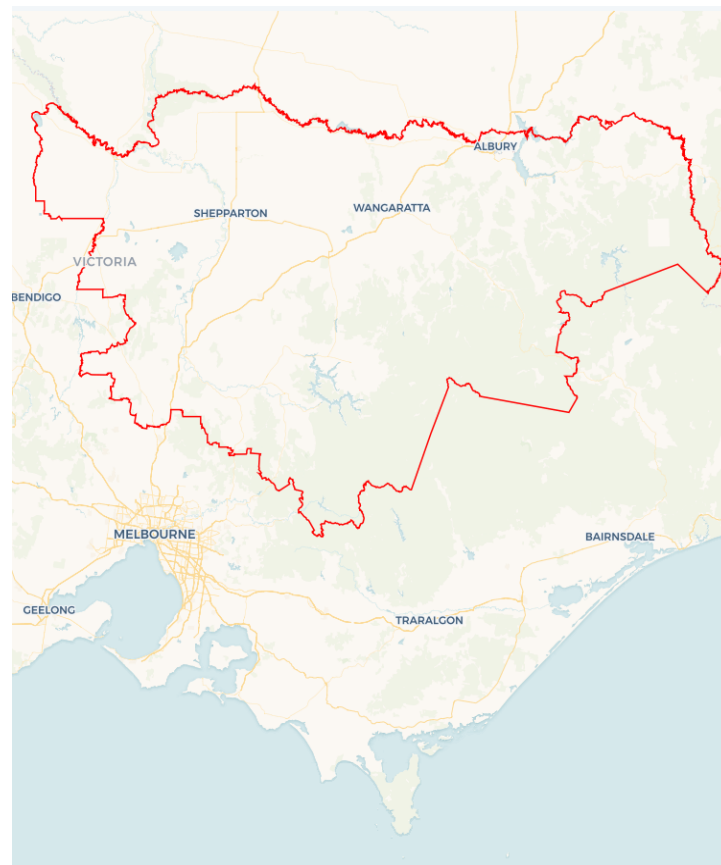 ALBURY
WANGARATTA
SHEPPARTON
VICTORIA
BENDIGO
MELBOURNE
BAIRNSDALE
GEELONG
TRARALGON